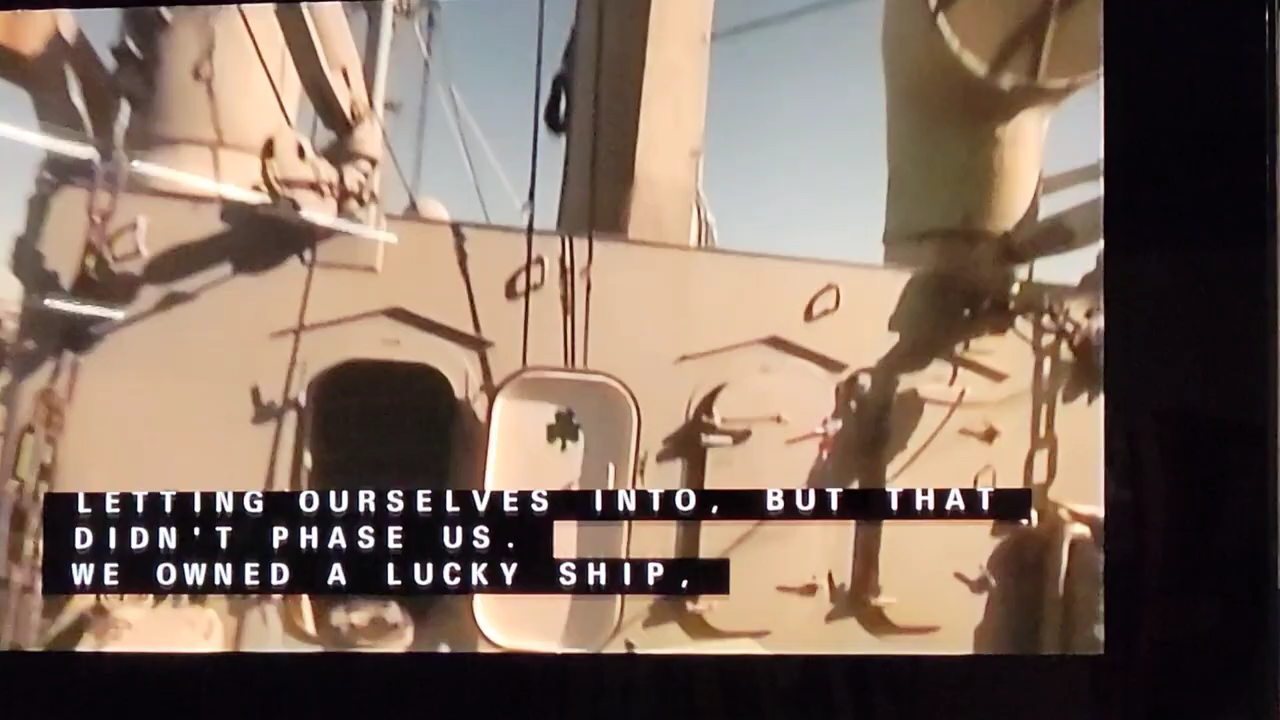 LETTING OURSELVES INTO, BUT THAT
DIDN'T PHASE US.
WE OWNED A LUCKY SHIP,